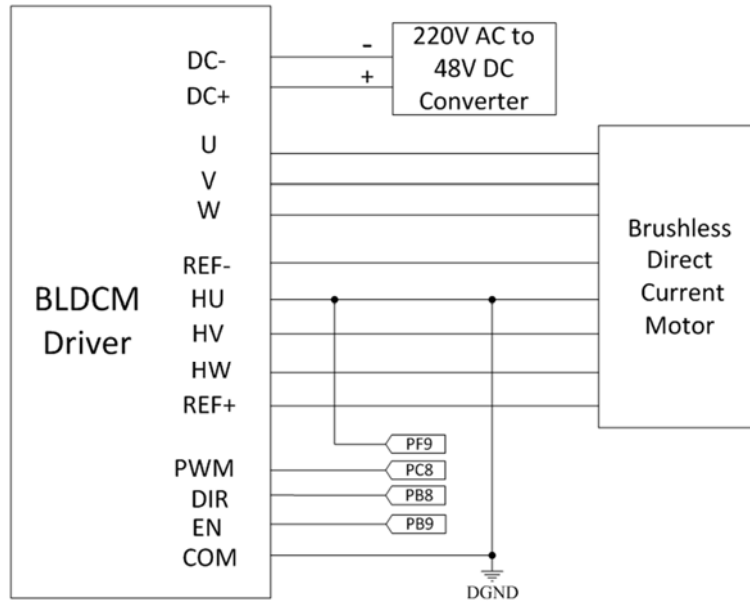 DC-
DC+
U
V
W
REF-
HU
HV
HW
REF+
PWM
DIR
EN
COM
BLDCM
Driver
-
+
220V AC to
48V DC
Converter
Brushless
Direct
Current
Motor
PF9
PC8
PB8
PB9
DGND